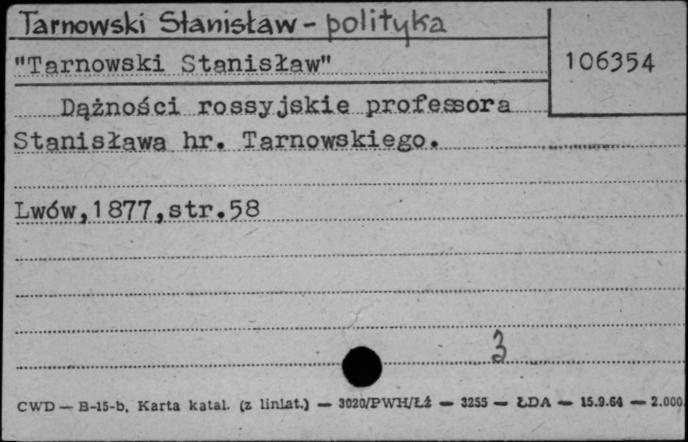 Tarnowski Stanisław - polityka
"Tarnowski Stanisław"
106354
Dążności rossyjskie profesora
Stanisława hr. Tarnowskiego.
Lwów,1877,str.58
3
CWD — B-15-b, Karta katal. (z liniat.) — 3020/PWH/Łż — 3255 — ŁDA — 15.9.64 — 2.000